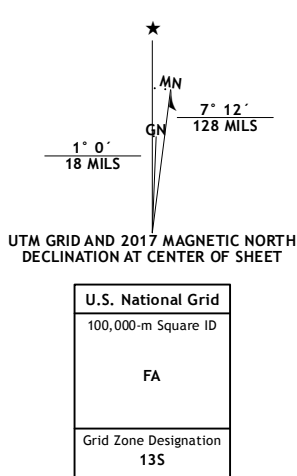 ★
MN
GN
7° 12´
128 MILS
1° 0´
18 MILS
UTM GRID AND 2017 MAGNETIC NORTH
DECLINATION AT CENTER OF SHEET
U.S. National Grid
100,000-m Square ID
FA
Grid Zone Designation
13S